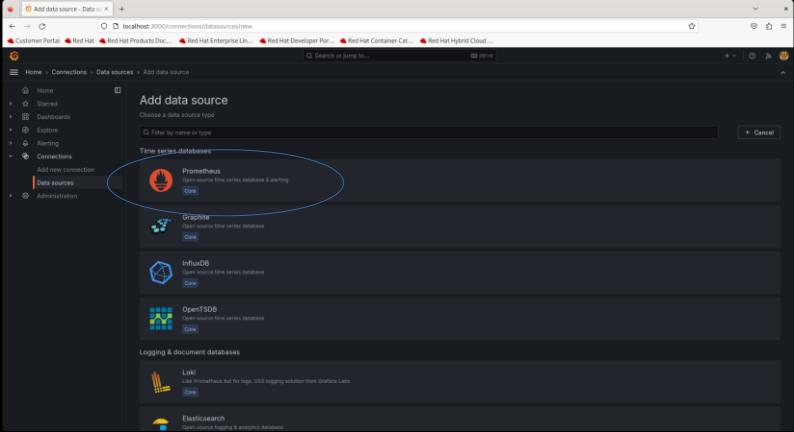 Add data source - Data so
localhost:3000/connections/datasources/new
Customer Portal
Red Hat
Red Hat Products Doc...
Red Hat Enterprise Lin...
Red Hat Developer Por...
Red Hat Container Cat...
Red Hat Hybrid Cloud ...
Search or jump to...
Home > Connections > Data sources > Add data source
Home
Starred
Dashboards
Explore
Alerting
Connections
Add new connection
Data sources
Administration
Add data source
Choose a data source type
Filter by name or type
Cancel
Time series databases
Prometheus
Open source time series database & alerting
Core
Graphite
Open source time series database
Core
InfluxDB
Open source time series database
Core
OpenTSDB
Open source time series database
Core
Logging & document databases
Loki
Like Prometheus but for logs. OSS logging solution from Grafana Labs
Core
Elasticsearch
Open source logging & analytics database